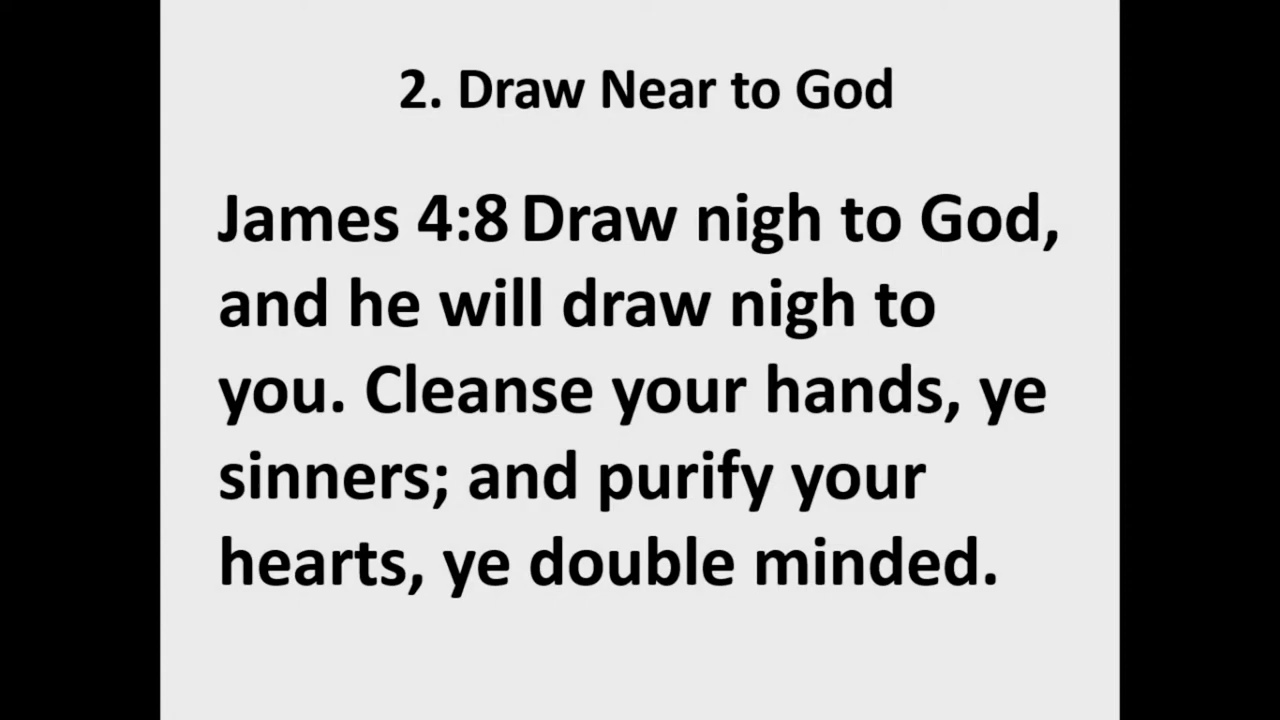 2. Draw Near to God
James 4:8 Draw nigh to God,
and he will draw nigh to
you. Cleanse your hands, ye
sinners; and purify your
hearts, ye double minded.